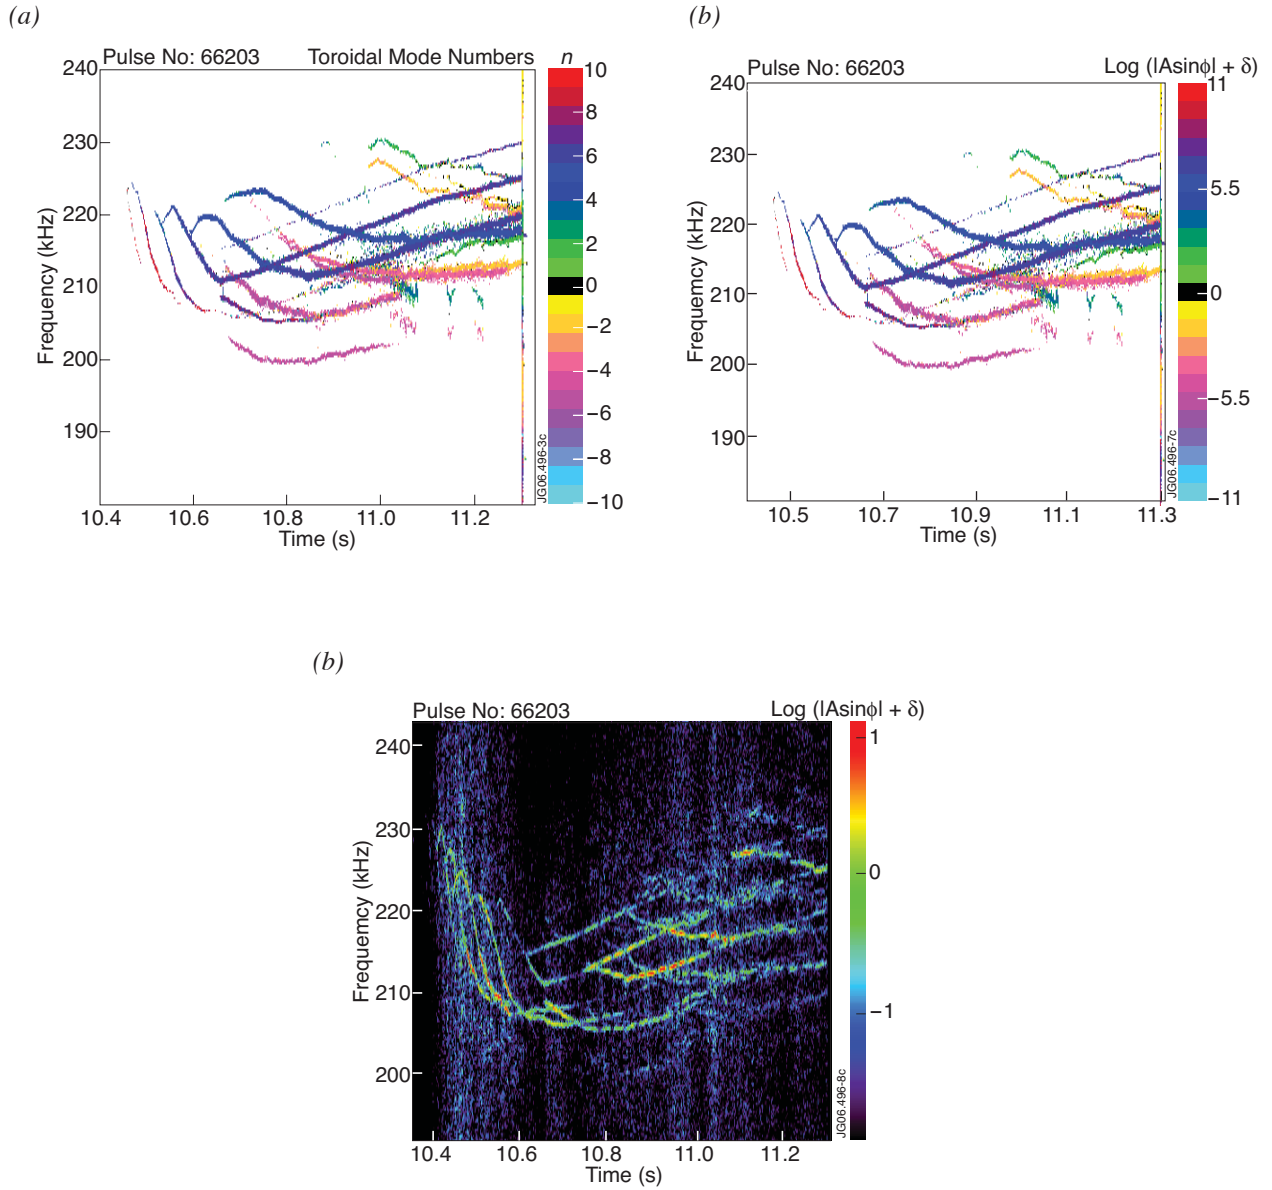 (a)
Pulse No: 66203 Toroidal Mode Numbers n
240
230
220
210
200
190
Frequency (kHz)
10.4 10.6 10.8 11.0 11.2
Time (s)
10
8
6
4
2
0
−2
−4
−6
−8
−10
JG06.496-3c
(b)
Pulse No: 66203 Log (|Asinϕ| + δ)
240
230
220
210
200
190
Frequency (kHz)
10.5 10.7 10.9 11.1 11.3
Time (s)
11
5.5
0
−5.5
−11
JG06.496-7c
(b)
Pulse No: 66203 Log (|Asinϕ| + δ)
240
230
220
210
200
Frequemcy (kHz)
10.4 10.6 10.8 11.0 11.2
Time (s)
1
0
−1
JG06.496-8c